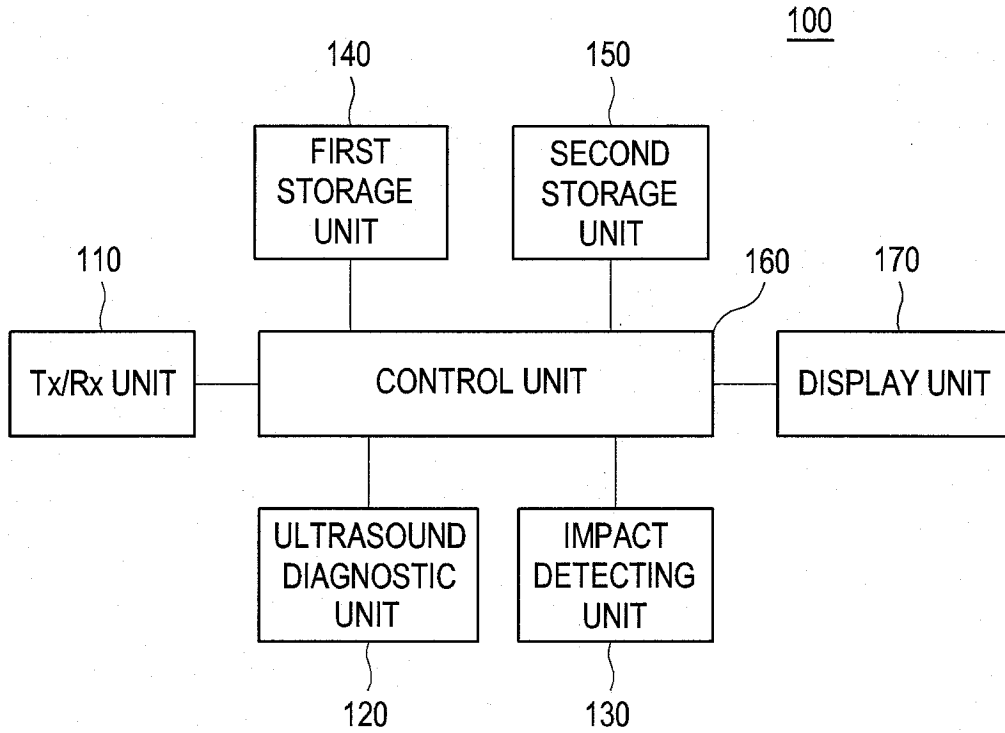 100
140
150
FIRST
STORAGE
UNIT
SECOND
STORAGE
UNIT
110
160
170
Tx/Rx UNIT
CONTROL UNIT
DISPLAY UNIT
ULTRASOUND
DIAGNOSTIC
UNIT
IMPACT
DETECTING
UNIT
120
130